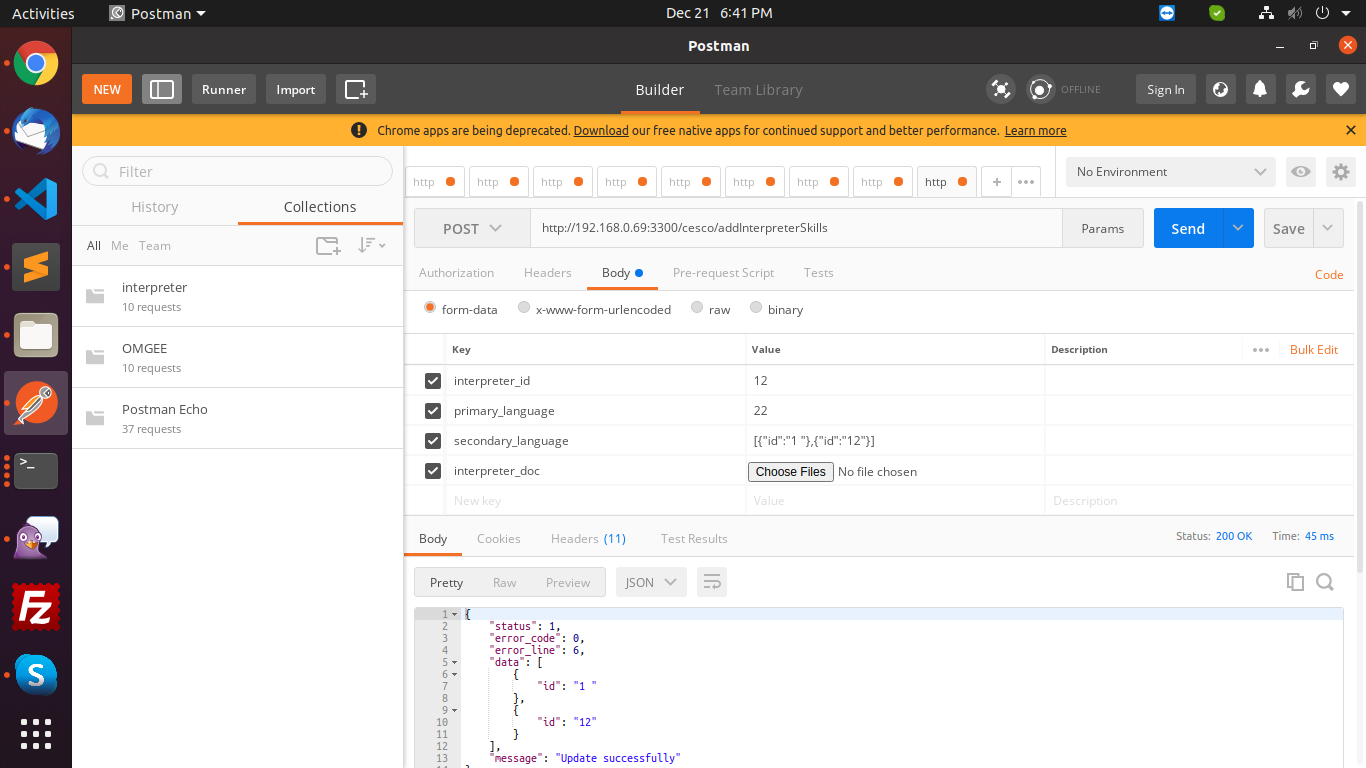 Activities Postman Dec 21 6:41 PM
Postman
NEW Runner Import Builder Team Library OFFLINE Sign In
Chrome apps are being deprecated. Download our free native apps for continued support and better performance. Learn more
Filter
http http http http http http http http http + ••• No Environment
History Collections
POST http://192.168.0.69:3300/cesco/addInterpreterSkills Params Send Save
All Me Team
Authorization Headers Body Pre-request Script Tests Code
interpreter
10 requests
form-data x-www-form-urlencoded raw binary
OMGEE
10 requests
Key Value Description ••• Bulk Edit
Postman Echo
37 requests
interpreter_id 12
primary_language 22
secondary_language [{"id":"1 "},{"id":"12"}]
interpreter_doc Choose Files No file chosen
New key Value Description
Body Cookies Headers (11) Test Results Status: 200 OK Time: 45 ms
Pretty Raw Preview JSON
1 {
2 "status": 1,
3 "error_code": 0,
4 "error_line": 6,
5 "data": [
6 {
7 "id": "1 "
8 },
9 {
10 "id": "12"
11 }
12 ],
13 "message": "Update successfully"